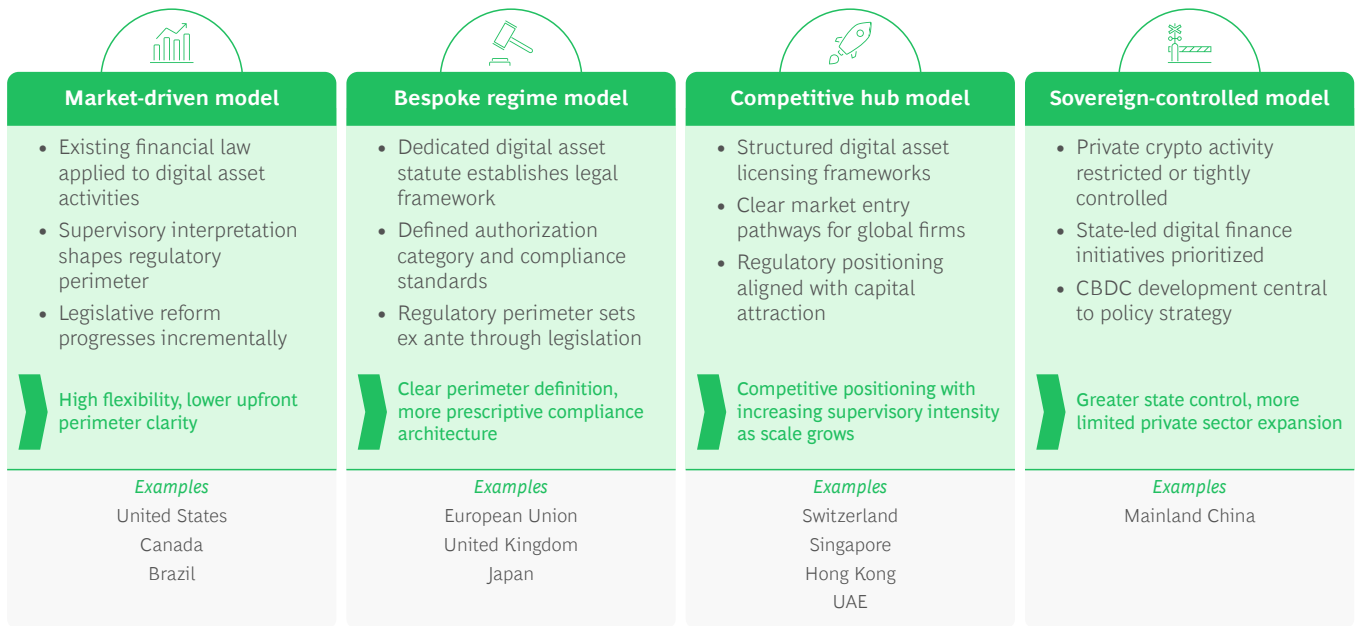 Market-driven model
• Existing financial law
applied to digital asset
activities
• Supervisory interpretation
shapes regulatory
perimeter
• Legislative reform
progresses incrementally
High flexibility, lower upfront
perimeter clarity
Examples
United States
Canada
Brazil
Bespoke regime model
• Dedicated digital asset
statute establishes legal
framework
• Defined authorization
category and compliance
standards
• Regulatory perimeter sets
ex ante through legislation
Clear perimeter definition,
more prescriptive compliance
architecture
Examples
European Union
United Kingdom
Japan
Competitive hub model
• Structured digital asset
licensing frameworks
• Clear market entry
pathways for global firms
• Regulatory positioning
aligned with capital
attraction
Competitive positioning with
increasing supervisory intensity
as scale grows
Examples
Switzerland
Singapore
Hong Kong
UAE
Sovereign-controlled model
• Private crypto activity
restricted or tightly
controlled
• State-led digital finance
initiatives prioritized
• CBDC development central
to policy strategy
Greater state control, more
limited private sector expansion
Examples
Mainland China